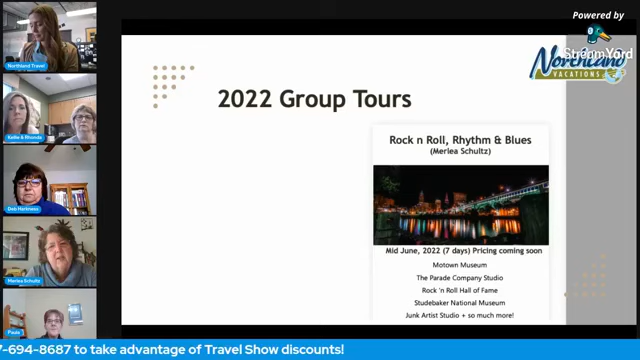 Powered by
StreamYard
Northland
VACATIONS
2022 Group Tours
Rock n Roll, Rhythm & Blues
(Merlea Schultz)
Mid June, 2022 (7 days) Pricing coming soon
Motown Museum
The Parade Company Studio
Rock 'n Roll Hall of Fame
Studebaker National Museum
Junk Artist Studio + so much more!
Northland Travel
Katie & Rhonda
Deo Harkness
Merlea Schultz
Paula
7-694-8687 to take advantage of Travel Show discounts!